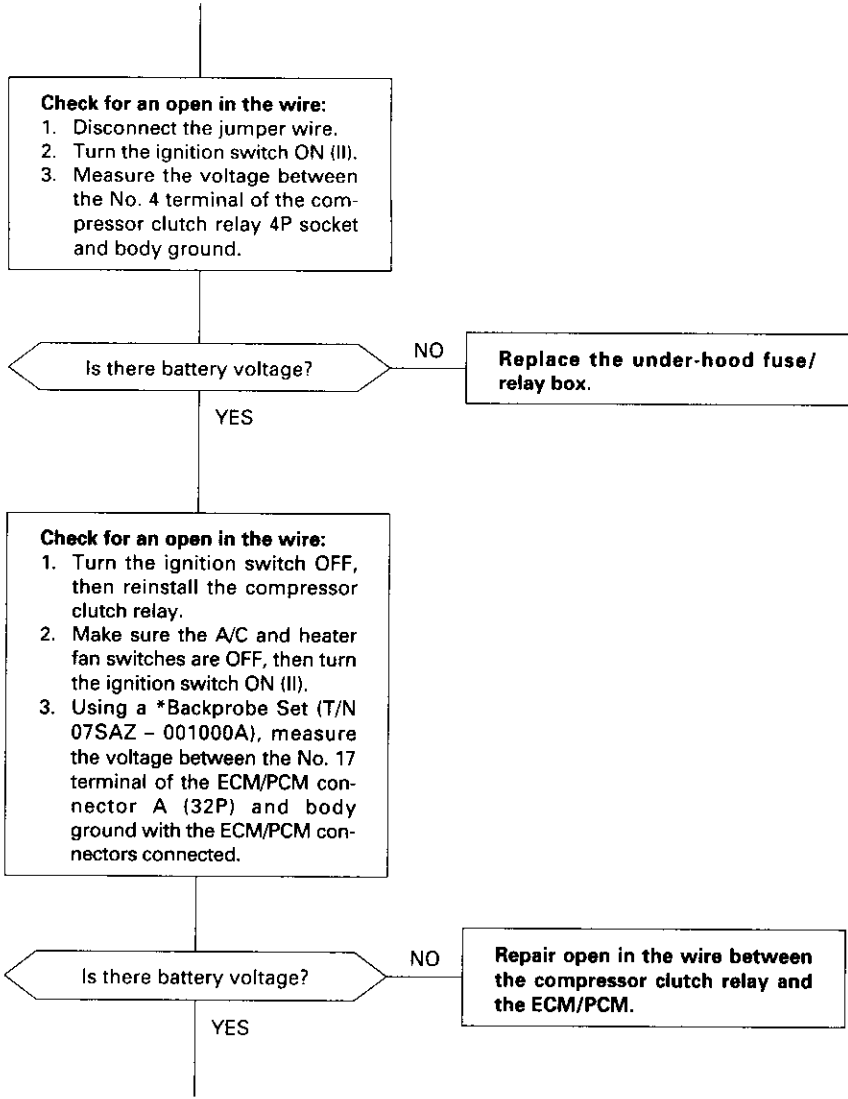 Check for an open in the wire:
1. Disconnect the jumper wire.
2. Turn the ignition switch ON (II).
3. Measure the voltage between
the No. 4 terminal of the com-
pressor clutch relay 4P socket
and body ground.
Is there battery voltage?
NO
Replace the under-hood fuse/
relay box.
YES
Check for an open in the wire:
1. Turn the ignition switch OFF,
then reinstall the compressor
clutch relay.
2. Make sure the A/C and heater
fan switches are OFF, then turn
the ignition switch ON (II).
3. Using a *Backprobe Set (T/N
07SAZ – 001000A), measure
the voltage between the No. 17
terminal of the ECM/PCM con-
nector A (32P) and body
ground with the ECM/PCM con-
nectors connected.
Is there battery voltage?
NO
Repair open in the wire between
the compressor clutch relay and
the ECM/PCM.
YES